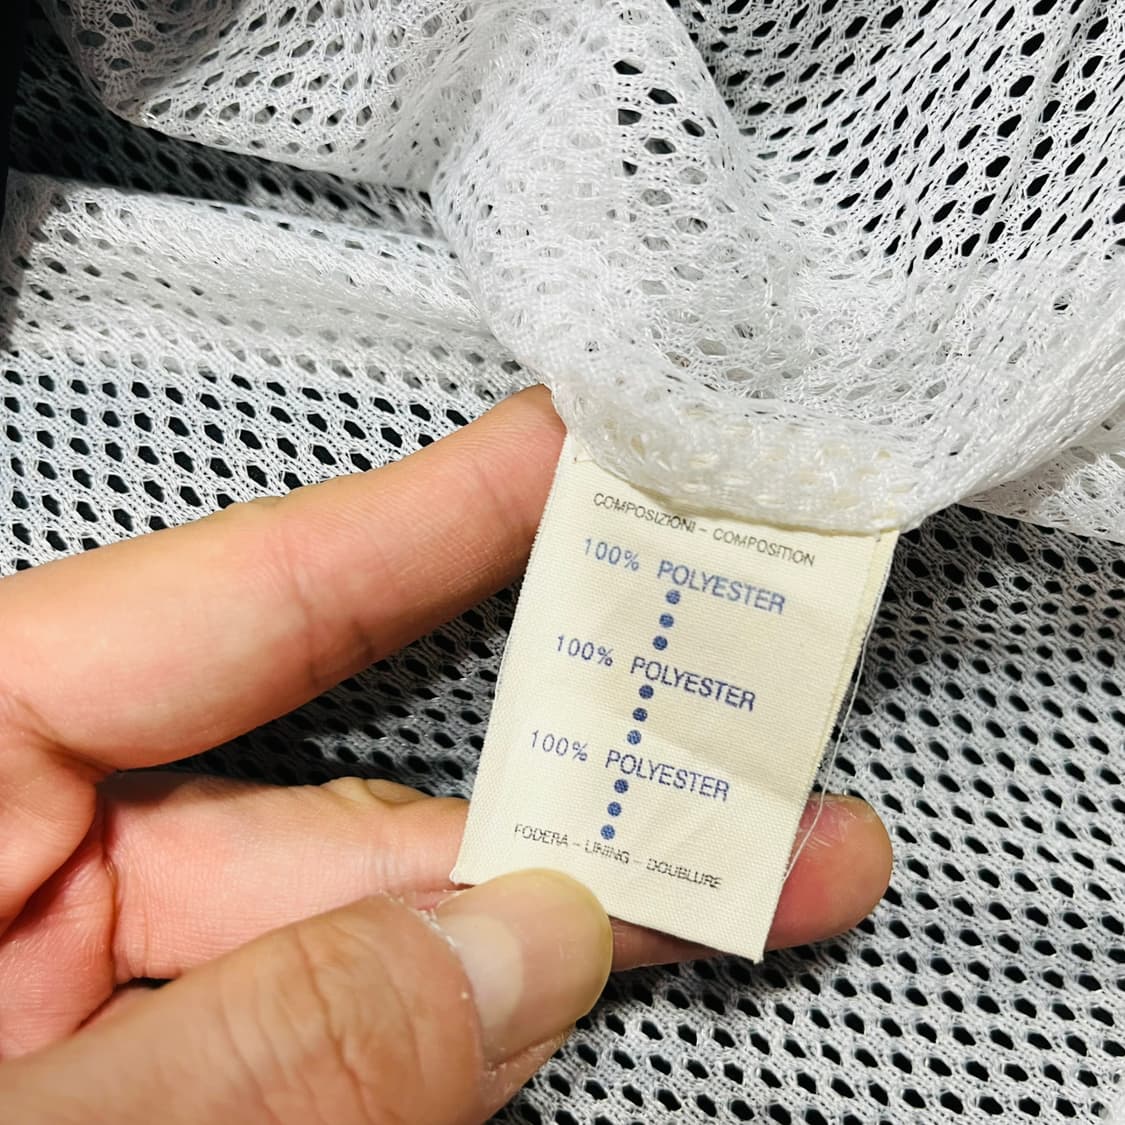 COMPOSIZIONI - COMPOSITION
100% POLYESTER
100% POLYESTER
100% POLYESTER
FODERA - LINING - DOUBLURE